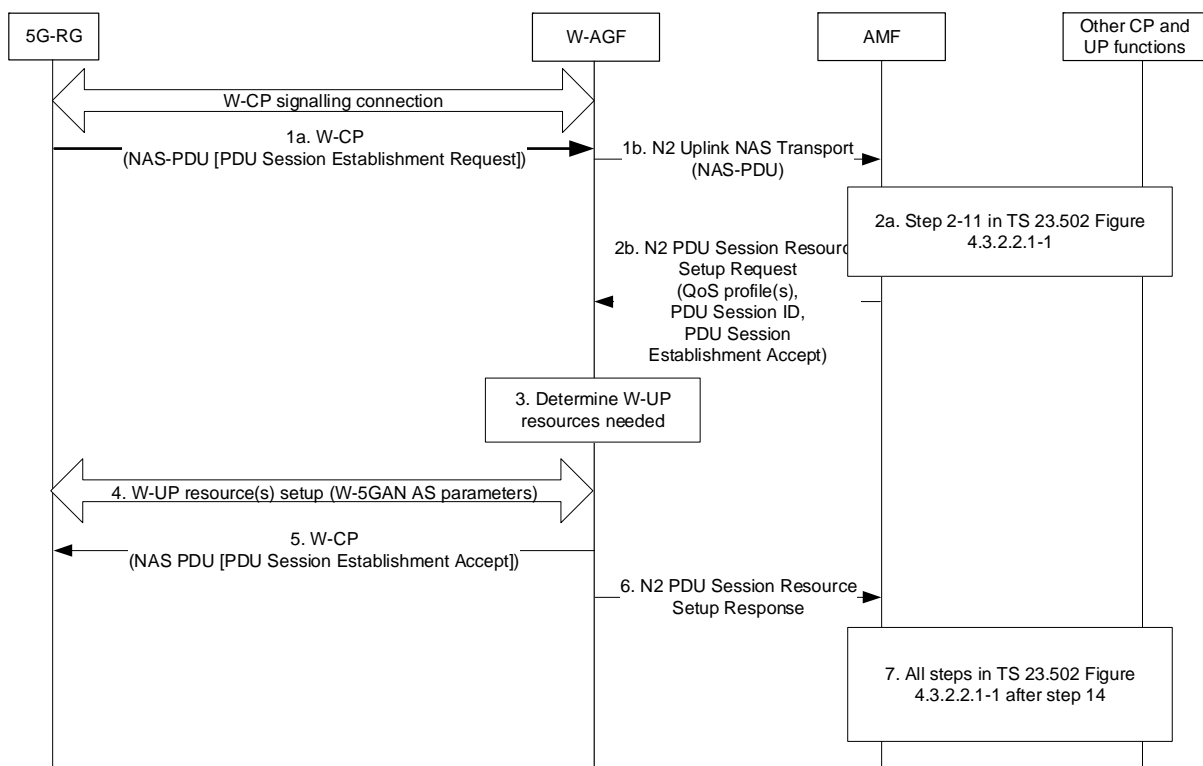 5G-RG
W-AGF
AMF
Other CP and
UP functions
W-CP signalling connection
1a. W-CP
(NAS-PDU [PDU Session Establishment Request])
1b. N2 Uplink NAS Transport
(NAS-PDU)
2a. Step 2-11 in TS 23.502 Figure
4.3.2.2.1-1
2b. N2 PDU Session Resourc
Setup Request
(QoS profile(s),
PDU Session ID,
PDU Session
Establishment Accept)
3. Determine W-UP
resources needed
4. W-UP resource(s) setup (W-5GAN AS parameters)
5. W-CP
(NAS PDU [PDU Session Establishment Accept])
6. N2 PDU Session Resource
Setup Response
7. All steps in TS 23.502 Figure
4.3.2.2.1-1 after step 14